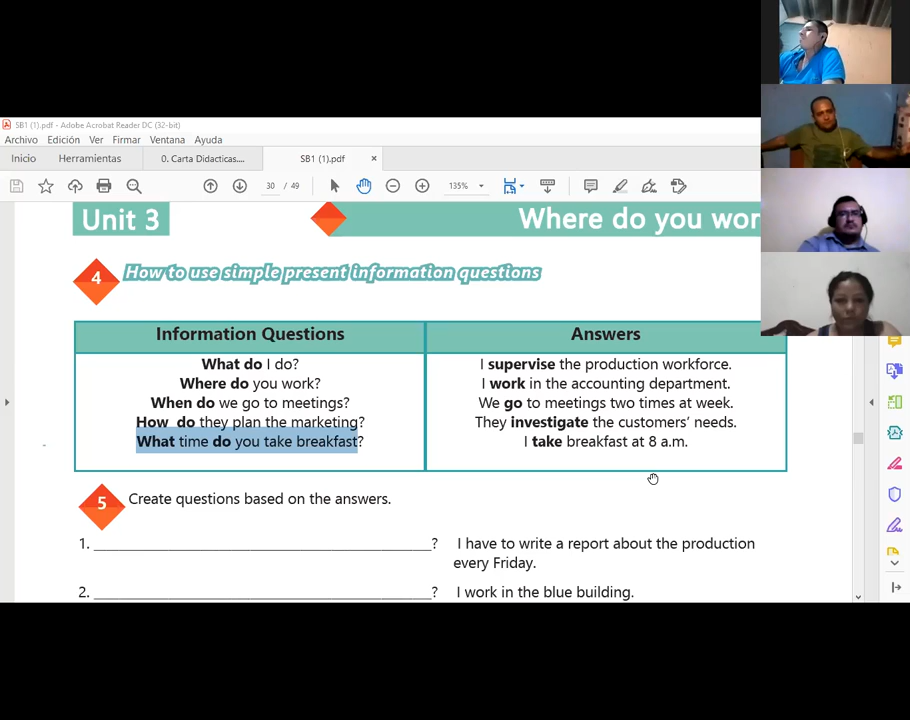 SB1 (1).pdf - Adobe Acrobat Reader DC (32-bit)
Archivo Edición Ver Firmar Ventana Ayuda
Inicio Herramientas 0. Carta Didacticas.... SB1 (1).pdf ×
30 / 49 135%
Unit 3 Where do you wor
4 How to use simple present information questions
Information Questions Answers
What do I do? I supervise the production workforce.
Where do you work? I work in the accounting department.
When do we go to meetings? We go to meetings two times at week.
How do they plan the marketing? They investigate the customers' needs.
What time do you take breakfast? I take breakfast at 8 a.m.
5 Create questions based on the answers.
1. ________________________________________? I have to write a report about the production
every Friday.
2. ________________________________________? I work in the blue building.